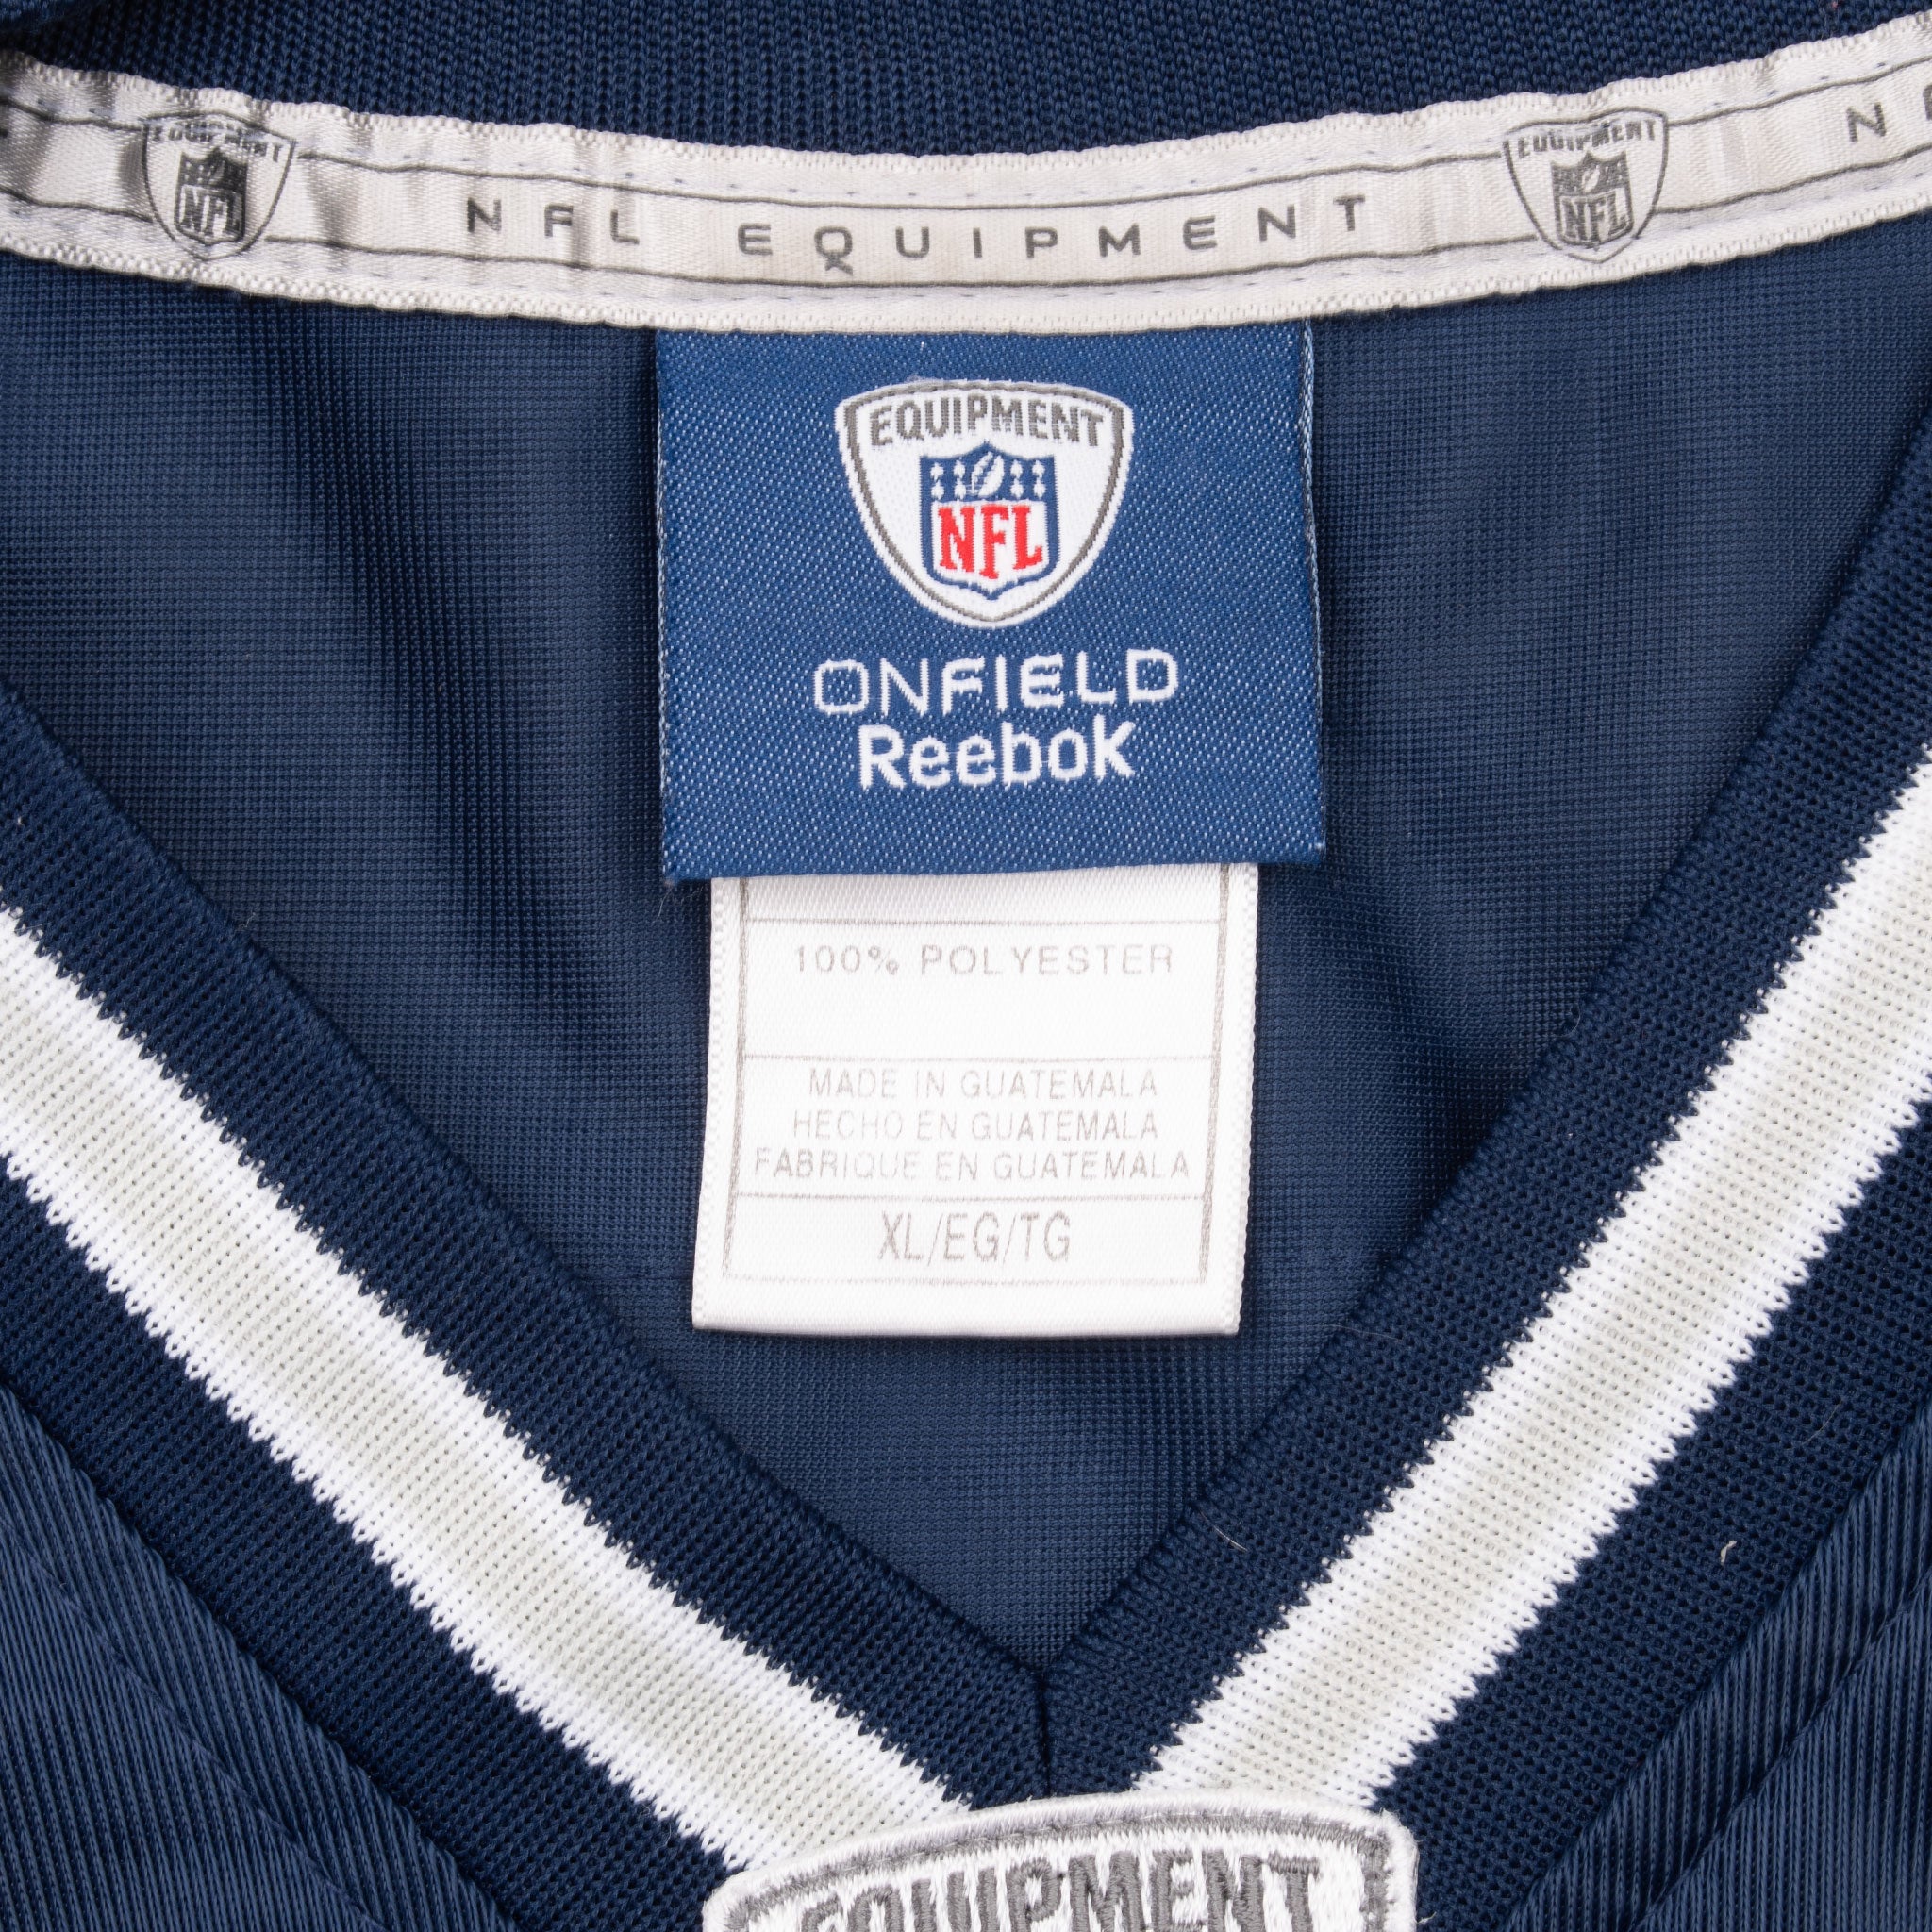 EQUIPMENT
NFL
NFL EQUIPMENT
EQUIPMENT
NFL
N
EQUIPMENT
NFL
ONFIELD
Reebok
100% POLYESTER
MADE IN GUATEMALA
HECHO EN GUATEMALA
FABRIQUE EN GUATEMALA
XL/EG/TG
EQUIPMENT